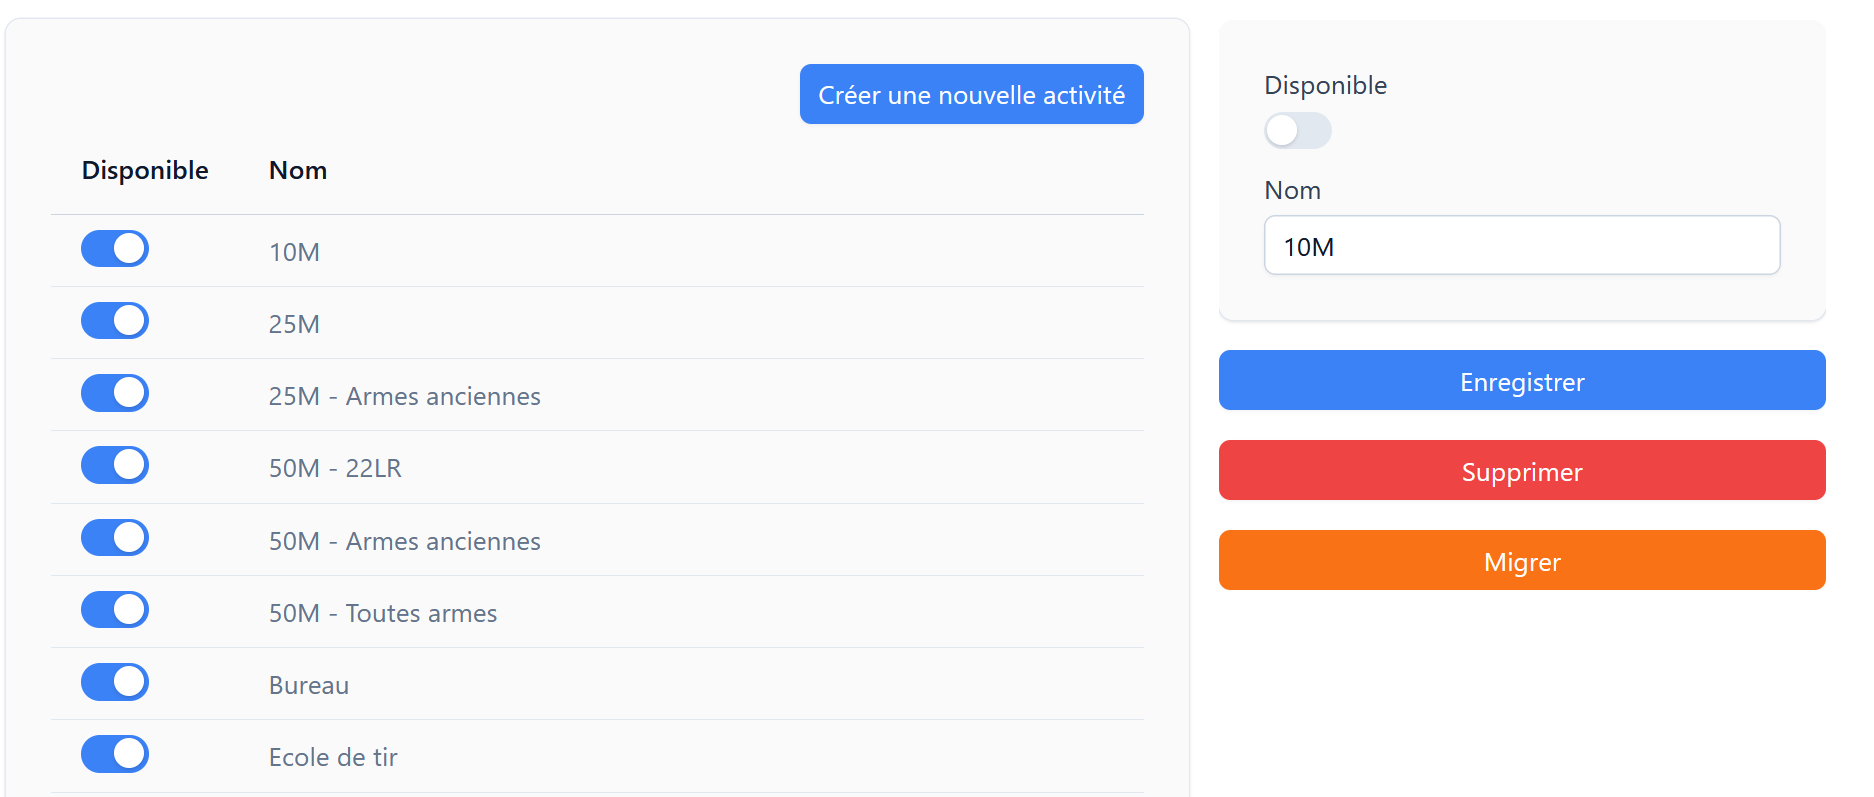 Créer une nouvelle activité
Disponible Nom
10M
25M
25M - Armes anciennes
50M - 22LR
50M - Armes anciennes
50M - Toutes armes
Bureau
Ecole de tir
Disponible
Nom
10M
Enregistrer
Supprimer
Migrer